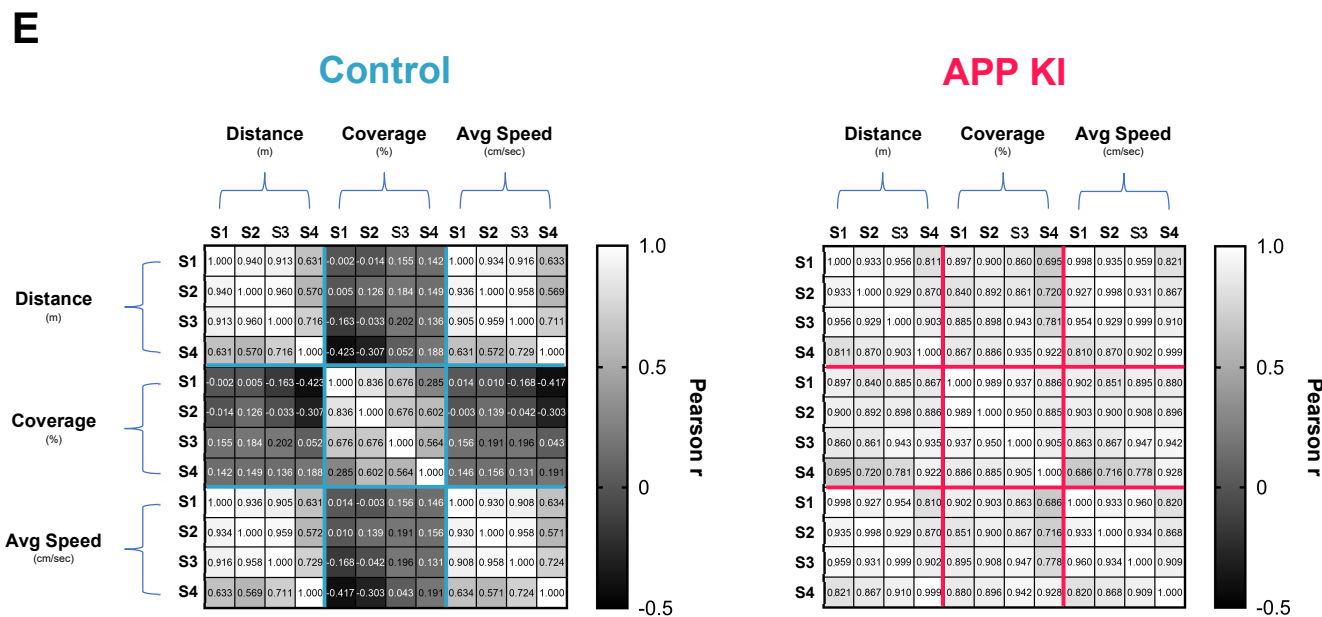 E
Control
APP KI
Distance Coverage Avg Speed
(m) (%) (cm/sec)
S1 S2 S3 S4 S1 S2 S3 S4 S1 S2 S3 S4
Distance
(m)
Coverage
(%)
Avg Speed
(cm/sec)
S1 1.000 0.940 0.913 0.631 -0.002 -0.014 0.155 0.142 1.000 0.934 0.916 0.633
S2 0.940 1.000 0.960 0.570 0.005 0.126 0.184 0.149 0.936 1.000 0.958 0.569
S3 0.913 0.960 1.000 0.716 -0.163 -0.033 0.202 0.136 0.905 0.959 1.000 0.711
S4 0.631 0.570 0.716 1.000 -0.423 -0.307 0.052 0.188 0.631 0.572 0.729 1.000
S1 -0.002 0.005 -0.163 -0.423 1.000 0.836 0.676 0.285 0.014 0.010 -0.168 -0.417
S2 -0.014 0.126 -0.033 -0.307 0.836 1.000 0.676 0.602 -0.003 0.139 -0.042 -0.303
S3 0.155 0.184 0.202 0.052 0.676 0.676 1.000 0.564 0.156 0.191 0.196 0.043
S4 0.142 0.149 0.136 0.188 0.285 0.602 0.564 1.000 0.146 0.156 0.131 0.191
S1 1.000 0.936 0.905 0.631 0.014 -0.003 0.156 0.146 1.000 0.930 0.908 0.634
S2 0.934 1.000 0.959 0.572 0.010 0.139 0.191 0.156 0.930 1.000 0.958 0.571
S3 0.916 0.958 1.000 0.729 -0.168 -0.042 0.196 0.131 0.908 0.958 1.000 0.724
S4 0.633 0.569 0.711 1.000 -0.417 -0.303 0.043 0.191 0.634 0.571 0.724 1.000
1.0
0.5
0
-0.5
Pearson r
Distance Coverage Avg Speed
(m) (%) (cm/sec)
S1 S2 S3 S4 S1 S2 S3 S4 S1 S2 S3 S4
S1 1.000 0.933 0.956 0.811 0.897 0.900 0.860 0.695 0.998 0.935 0.959 0.821
S2 0.933 1.000 0.929 0.870 0.840 0.892 0.861 0.720 0.927 0.998 0.931 0.867
S3 0.956 0.929 1.000 0.903 0.885 0.898 0.943 0.781 0.954 0.929 0.999 0.910
S4 0.811 0.870 0.903 1.000 0.867 0.886 0.935 0.922 0.810 0.870 0.902 0.999
S1 0.897 0.840 0.885 0.867 1.000 0.989 0.937 0.886 0.902 0.851 0.895 0.880
S2 0.900 0.892 0.898 0.886 0.989 1.000 0.950 0.885 0.903 0.900 0.908 0.896
S3 0.860 0.861 0.943 0.935 0.937 0.950 1.000 0.905 0.863 0.867 0.947 0.942
S4 0.695 0.720 0.781 0.922 0.886 0.885 0.905 1.000 0.686 0.716 0.778 0.928
S1 0.998 0.927 0.954 0.810 0.902 0.903 0.863 0.686 1.000 0.933 0.960 0.820
S2 0.935 0.998 0.929 0.870 0.851 0.900 0.867 0.716 0.933 1.000 0.934 0.868
S3 0.959 0.931 0.999 0.902 0.895 0.908 0.947 0.778 0.960 0.934 1.000 0.909
S4 0.821 0.867 0.910 0.999 0.880 0.896 0.942 0.928 0.820 0.868 0.909 1.000
1.0
0.5
0
-0.5
Pearson r